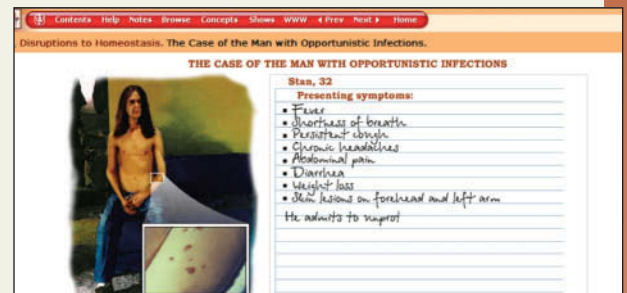 Contents Help Notes Browse Concepts Shows WWW Prev Next Home
Disruptions to Homeostasis. The Case of the Man with Opportunistic Infections.
THE CASE OF THE MAN WITH OPPORTUNISTIC INFECTIONS
Stan, 32
Presenting symptoms:
▪ Fever
▪ Shortness of breath
▪ Persistent cough
▪ Chronic headaches
▪ Abdominal pain
▪ Diarrhea
▪ Weight loss
▪ Skin lesions on forehead and left arm
He admits to unprot